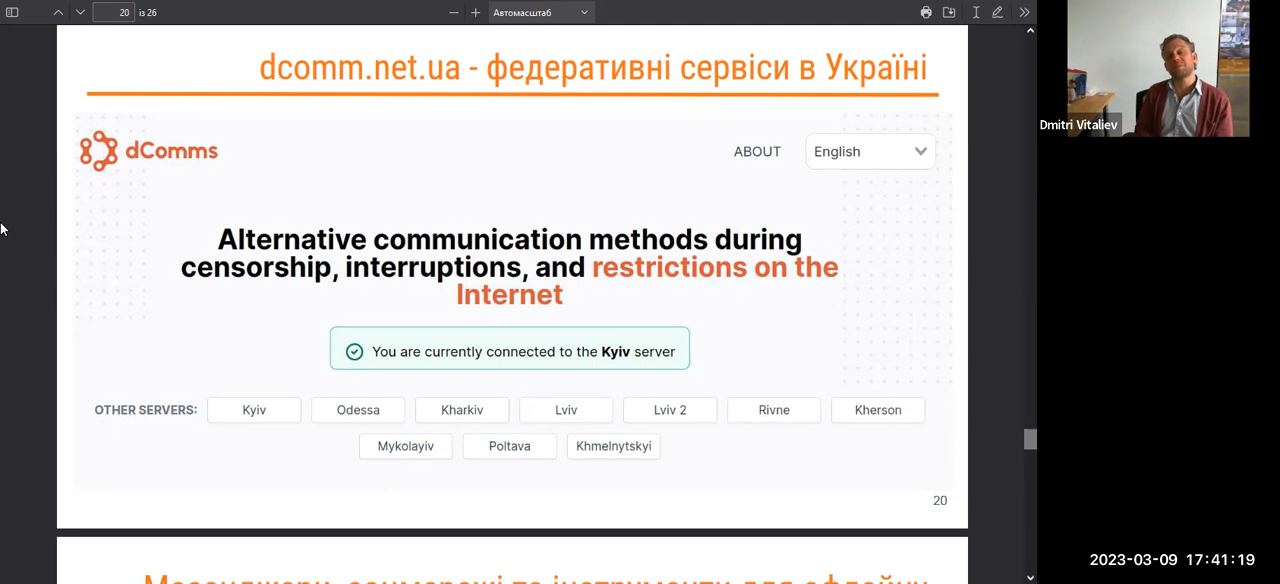 20 із 26
Автомасштаб
dcomm.net.ua - федеративні сервіси в Україні
dComms
ABOUT
English
Alternative communication methods during
censorship, interruptions, and restrictions on the
Internet
You are currently connected to the Kyiv server
OTHER SERVERS: Kyiv Odessa Kharkiv Lviv Lviv 2 Rivne Kherson
Mykolayiv Poltava Khmelnytskyi
20
Dmitri Vitaliev
2023-03-09 17:41:19